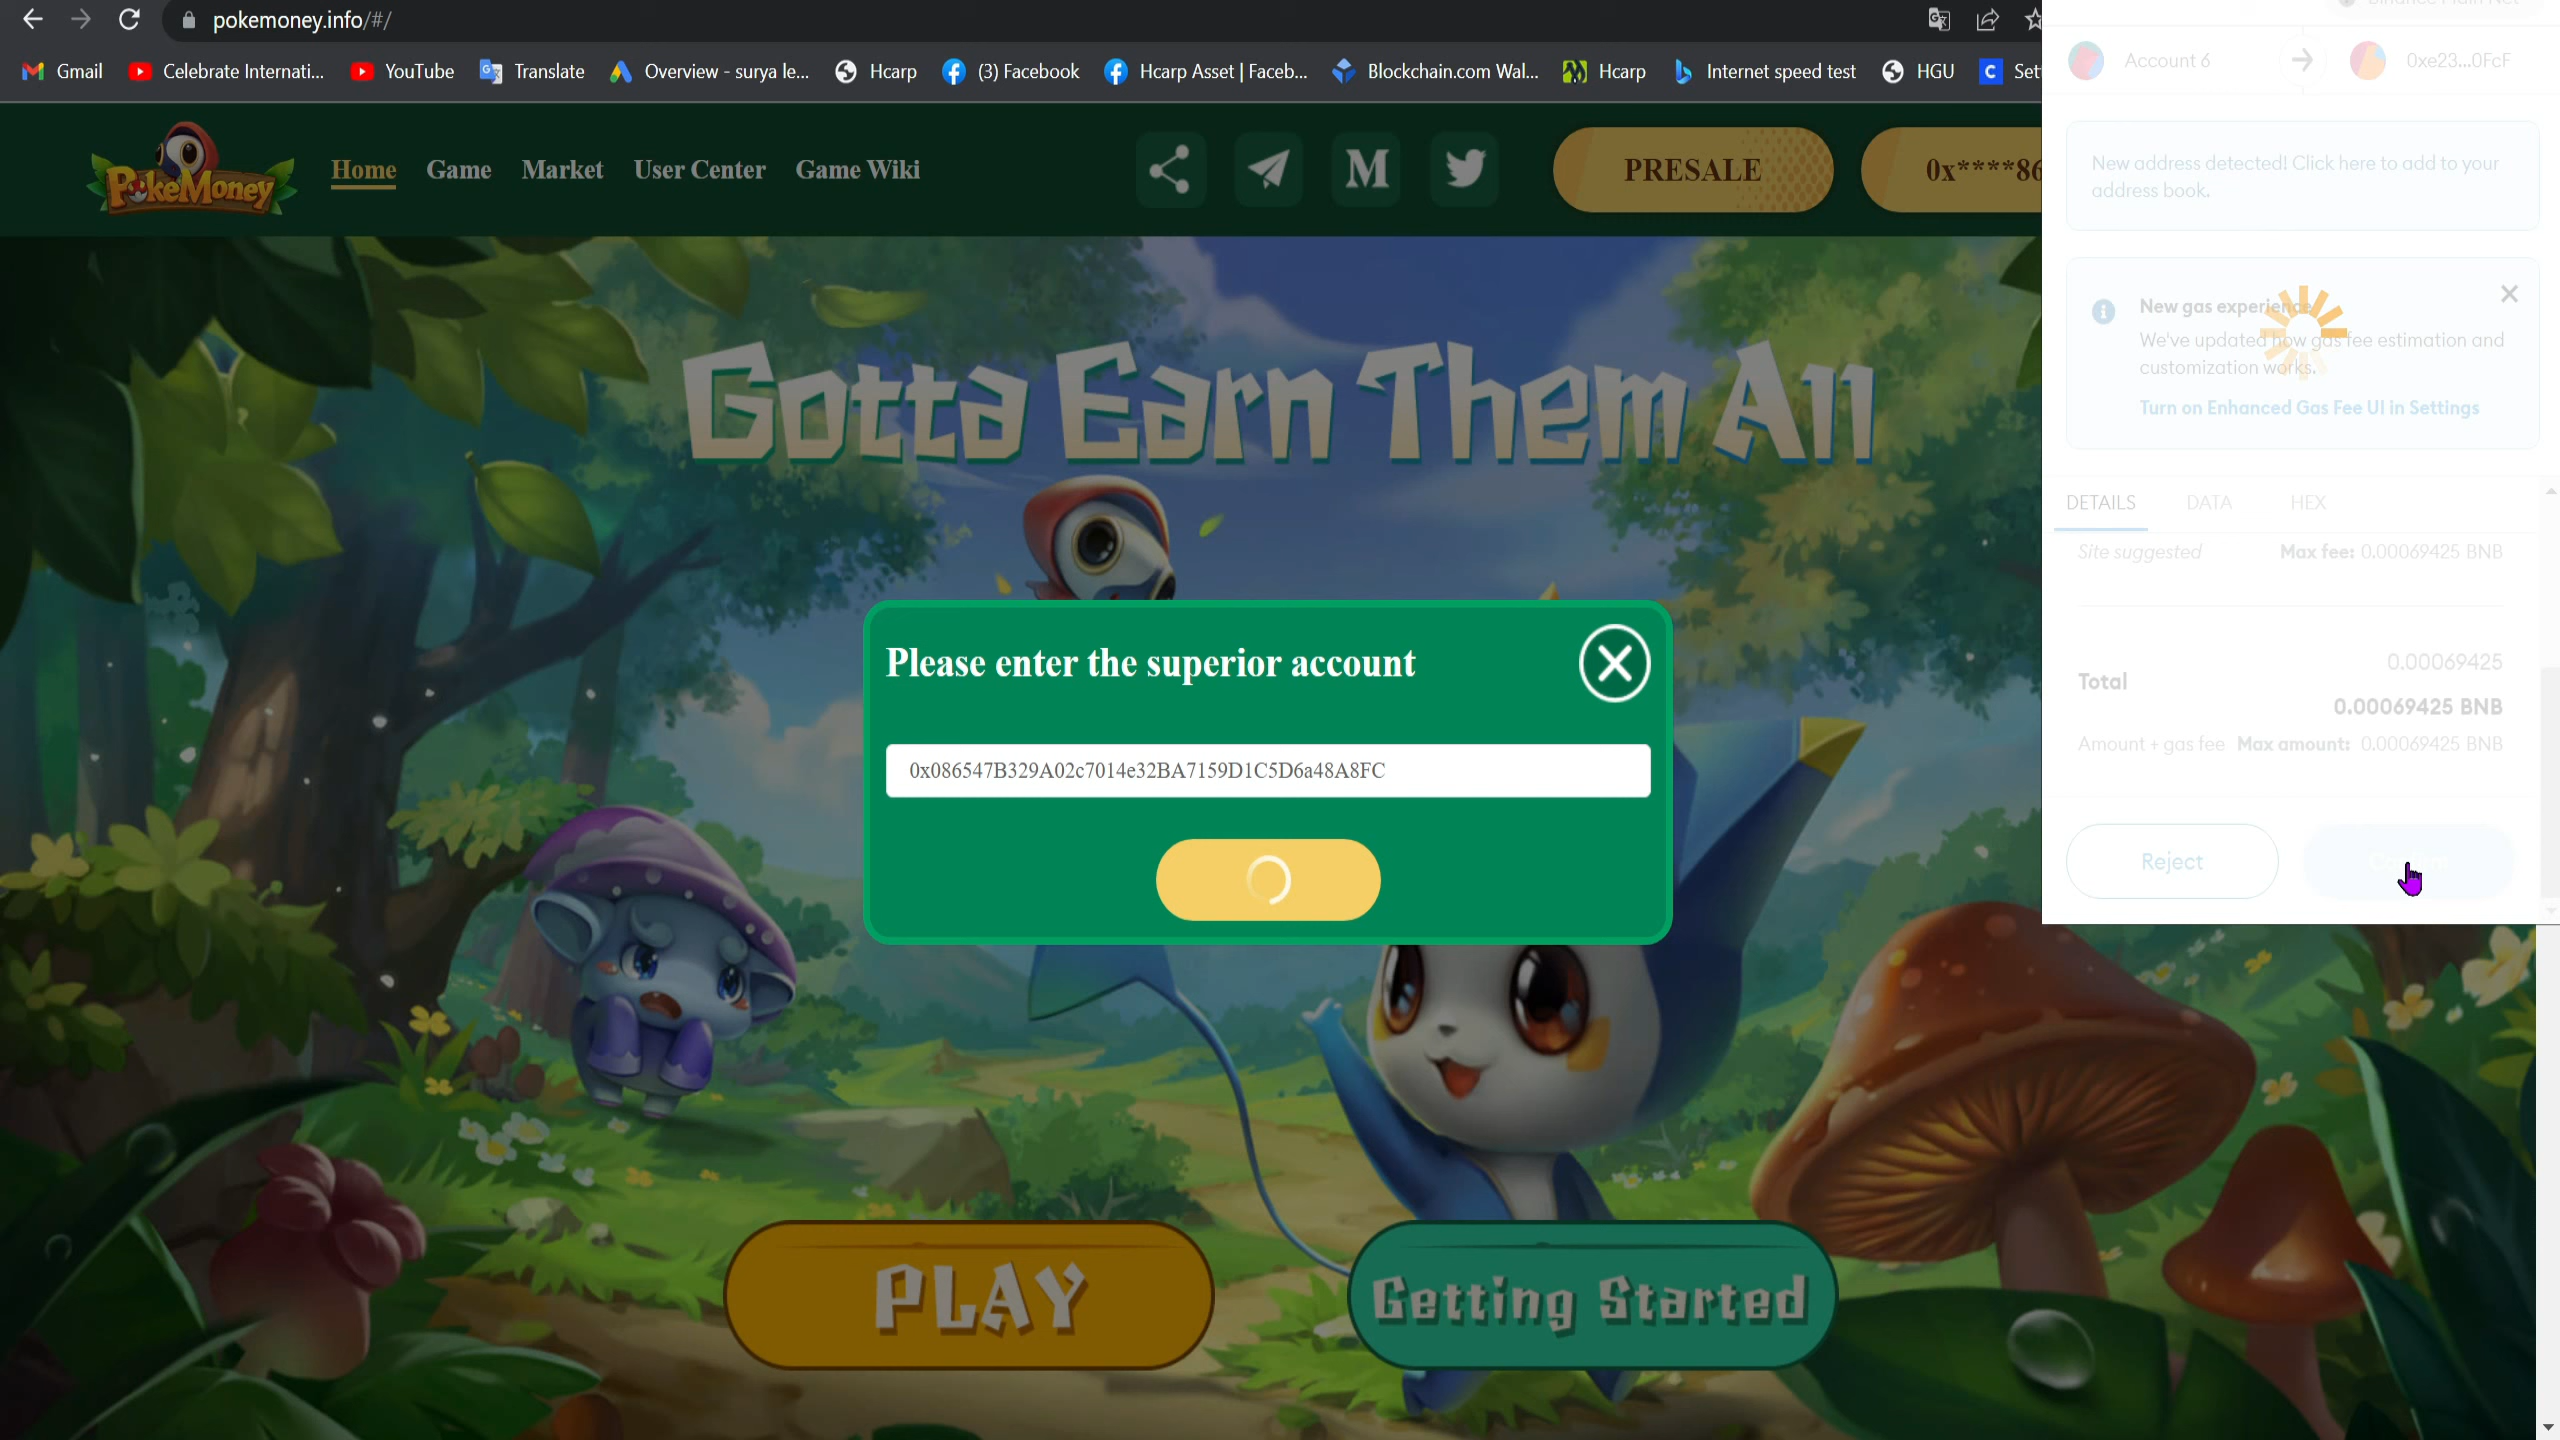 pokemoney.info/#/
Gmail
Celebrate Internati...
YouTube
Translate
Overview - surya le...
Hcarp
(3) Facebook
Hcarp Asset | Faceb...
Blockchain.com Wal...
Hcarp
Internet speed test
HGU
Set
PokeMoney
Home
Game
Market
User Center
Game Wiki
PRESALE
0x****86
Gotta Earn Them All
Please enter the superior account
0x086547B329A02c7014e32BA7159D1C5D6a48A8FC
PLAY
Getting Started
Account 6
0xe23...0FcF
New address detected! Click here to add to your
address book.
New gas experience
We've updated how gas fee estimation and
customization works.
Turn on Enhanced Gas Fee UI in Settings
DETAILS
DATA
HEX
Site suggested
Max fee: 0.00069425 BNB
0.00069425
Total
0.00069425 BNB
Amount + gas fee Max amount: 0.00069425 BNB
Reject